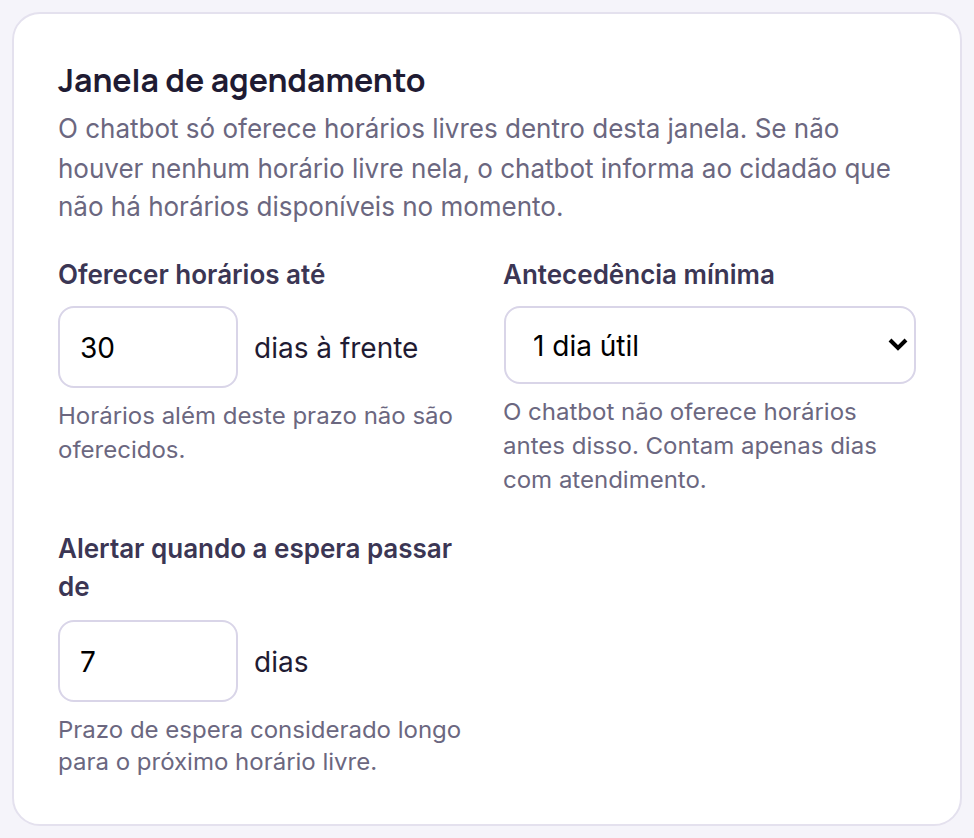 Janela de agendamento
O chatbot só oferece horários livres dentro desta janela. Se não
houver nenhum horário livre nela, o chatbot informa ao cidadão que
não há horários disponíveis no momento.
Oferecer horários até
30 dias à frente
Horários além deste prazo não são
oferecidos.
Antecedência mínima
1 dia útil
O chatbot não oferece horários
antes disso. Contam apenas dias
com atendimento.
Alertar quando a espera passar
de
7 dias
Prazo de espera considerado longo
para o próximo horário livre.